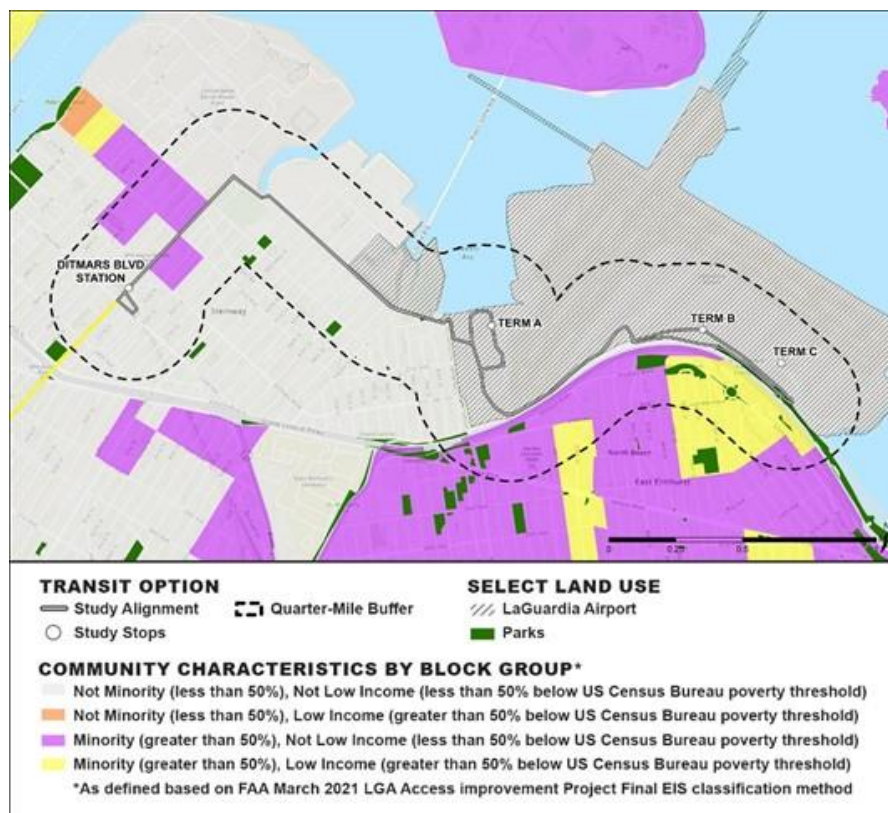 DITMARS BLVD
STATION
Steinway
TERM A
TERM B
TERM C
North Beach
East Elmhurst
0 0.25 0.5
TRANSIT OPTION
Study Alignment
Quarter-Mile Buffer
Study Stops
SELECT LAND USE
LaGuardia Airport
Parks
COMMUNITY CHARACTERISTICS BY BLOCK GROUP*
Not Minority (less than 50%), Not Low Income (less than 50% below US Census Bureau poverty threshold)
Not Minority (less than 50%), Low Income (greater than 50% below US Census Bureau poverty threshold)
Minority (greater than 50%), Not Low Income (less than 50% below US Census Bureau poverty threshold)
Minority (greater than 50%), Low Income (greater than 50% below US Census Bureau poverty threshold)
*As defined based on FAA March 2021 LGA Access improvement Project Final EIS classification method